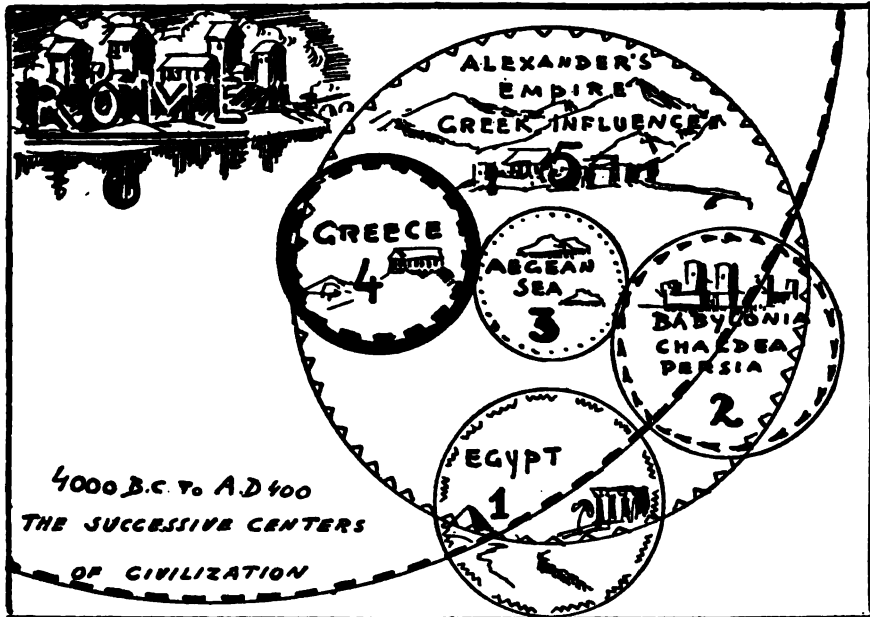 ROME
ALEXANDER'S
EMPIRE
GREEK INFLUENCE
5
GREECE
4
AEGEAN
SEA
3
BABYLONIA
CHALDEA
PERSIA
2
EGYPT
1
4000 B.C. TO A.D 400
THE SUCCESSIVE CENTERS
OF CIVILIZATION